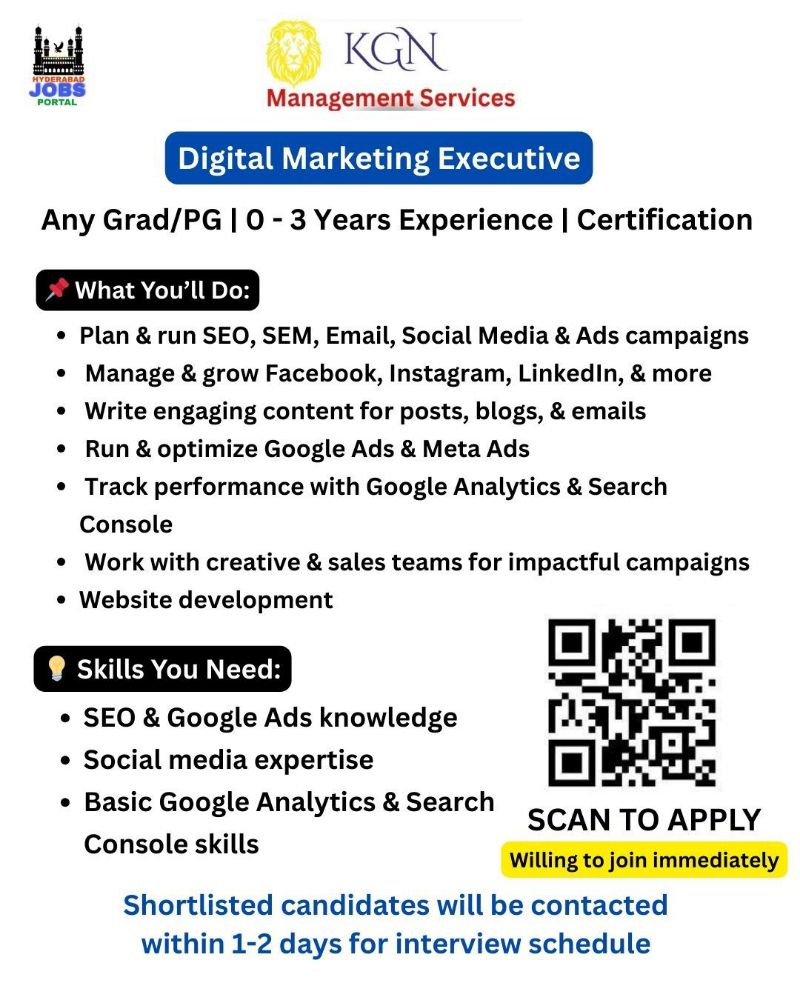 HYDERABAD
JOBS
PORTAL
KGN
Management Services
Digital Marketing Executive
Any Grad/PG | 0 - 3 Years Experience | Certification
📌 What You’ll Do:
• Plan & run SEO, SEM, Email, Social Media & Ads campaigns
• Manage & grow Facebook, Instagram, LinkedIn, & more
• Write engaging content for posts, blogs, & emails
• Run & optimize Google Ads & Meta Ads
• Track performance with Google Analytics & Search
Console
• Work with creative & sales teams for impactful campaigns
• Website development
💡 Skills You Need:
• SEO & Google Ads knowledge
• Social media expertise
• Basic Google Analytics & Search
Console skills
SCAN TO APPLY
Willing to join immediately
Shortlisted candidates will be contacted
within 1-2 days for interview schedule